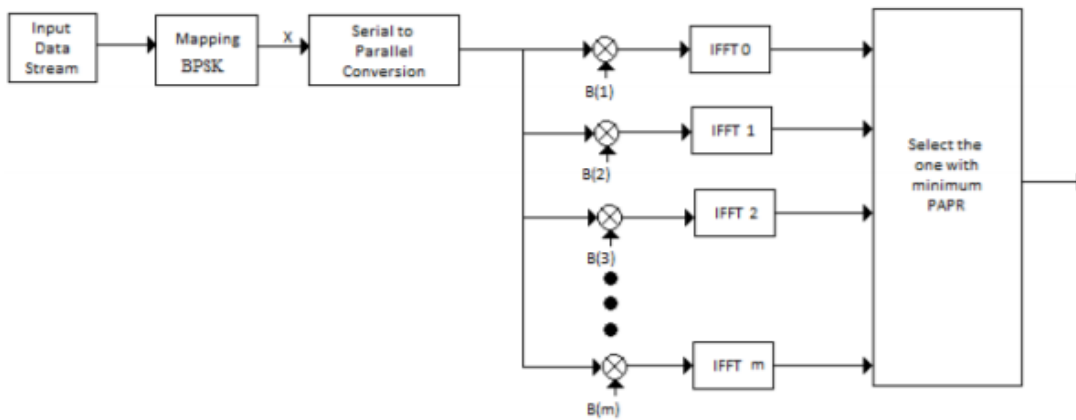 Input
Data
Stream
Mapping
BPSK
X
Serial to
Parallel
Conversion
B(1)
IFFT 0
B(2)
IFFT 1
B(3)
IFFT 2
B(m)
IFFT m
Select the
one with
minimum
PAPR